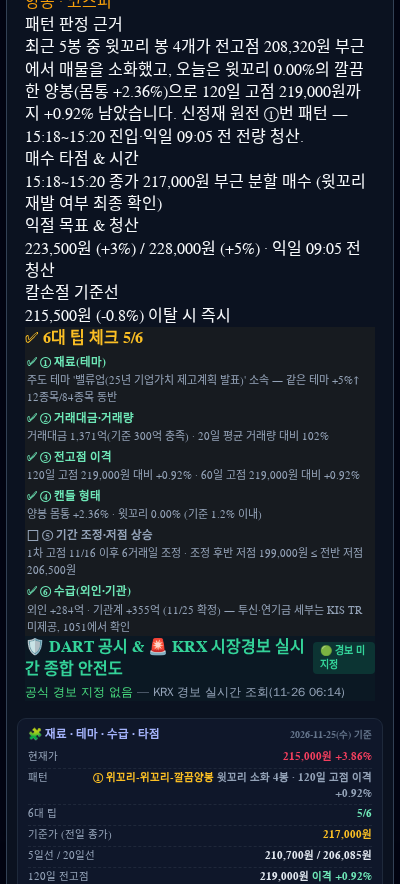 양봉 · 코스피
패턴 판정 근거
최근 5봉 중 윗꼬리 봉 4개가 전고점 208,320원 부근
에서 매물을 소화했고, 오늘은 윗꼬리 0.00%의 깔끔
한 양봉(몸통 +2.36%)으로 120일 고점 219,000원까
지 +0.92% 남았습니다. 신정재 원전 ①번 패턴 —
15:18~15:20 진입·익일 09:05 전 전량 청산.
매수 타점 & 시간
15:18~15:20 종가 217,000원 부근 분할 매수 (윗꼬리
재발 여부 최종 확인)
익절 목표 & 청산
223,500원 (+3%) / 228,000원 (+5%) · 익일 09:05 전
청산
칼손절 기준선
215,500원 (-0.8%) 이탈 시 즉시
✅ 6대 팁 체크 5/6
✅ ① 재료(테마)
주도 테마 '밸류업(25년 기업가치 제고계획 발표)' 소속 — 같은 테마 +5%↑
12종목/8+종목 동반
✅ ② 거래대금·거래량
거래대금 1,371억(기준 300억 충족) · 20일 평균 거래량 대비 102%
✅ ③ 전고점 이격
120일 고점 219,000원 대비 +0.92% · 60일 고점 219,000원 대비 +0.92%
✅ ④ 캔들 형태
양봉 몸통 +2.36% · 윗꼬리 0.00% (기준 1.2% 이내)
☐ ⑤ 기간 조정·저점 상승
1차 고점 11/16 이후 6거래일 조정 · 조정 후반 저점 199,000원 ≤ 전반 저점
206,500원
✅ ⑥ 수급(외인·기관)
외인 +284억 · 기관계 +355억 (11/25 확정) — 투신·연기금 세부는 KIS TR
미제공, 1051에서 확인
🛡️ DART 공시 & 🚨 KRX 시장경보 실시
간 종합 안전도
🟢 경보 미
지정
공식 경보 지정 없음 — KRX 경보 실시간 조회(11-26 06:14)
🧩 재료 · 테마 · 수급 · 타점 2026-11-25(수) 기준
현재가 215,000원 +3.86%
패턴 ① 위꼬리-위꼬리-깔끔양봉 윗꼬리 소화 4봉 · 120일 고점 이격
+0.92%
6대 팁 5/6
기준가 (전일 종가) 217,000원
5일선 / 20일선 210,700원 / 206,085원
120일 전고점 219,000원 이격 +0.92%